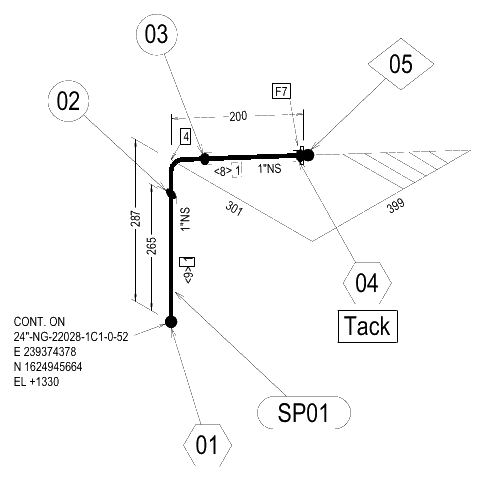 03
05
02
F7
200
4
<8> 1
1"NS
301
399
287
265
1"NS
<9> 1
04
Tack
CONT. ON
24"-NG-22028-1C1-0-52
E 239374378
N 1624945664
EL +1330
SP01
01